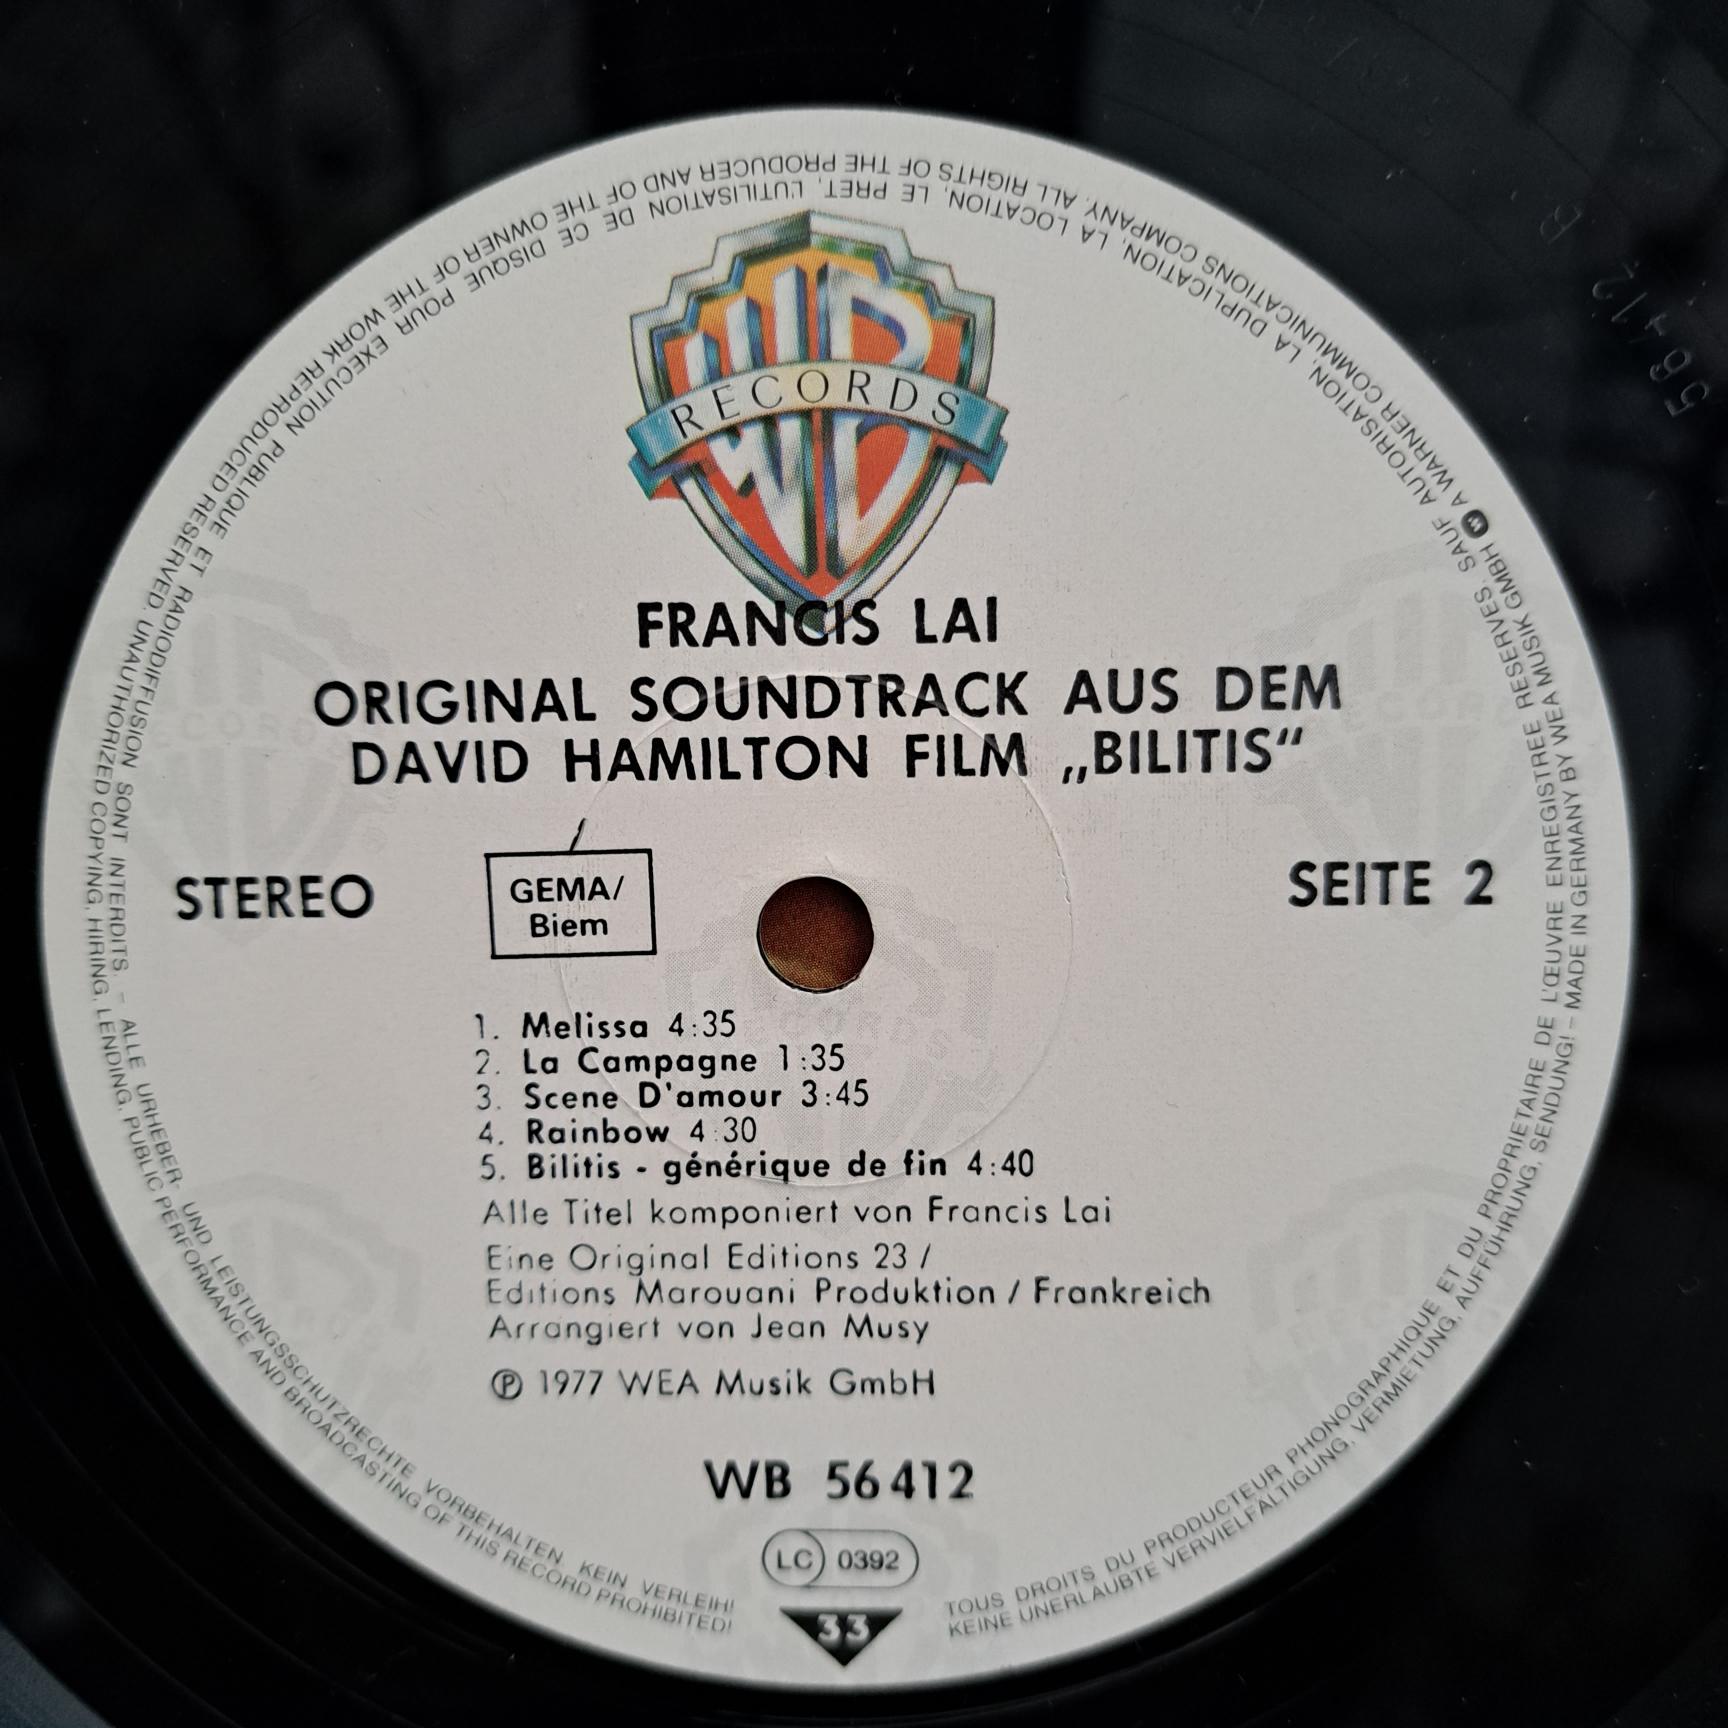 WB
RECORDS
FRANCIS LAI
ORIGINAL SOUNDTRACK AUS DEM
DAVID HAMILTON FILM „BILITIS“
STEREO
GEMA/
Biem
SEITE 2
1. Melissa 4:35
2. La Campagne 1:35
3. Scene D'amour 3:45
4. Rainbow 4:30
5. Bilitis - générique de fin 4:40
Alle Titel komponiert von Francis Lai
Eine Original Editions 23 /
Editions Marouani Produktion / Frankreich
Arrangiert von Jean Musy
℗ 1977 WEA Musik GmbH
WB 56 412
LC 0392
33
TOUS DROITS DU PRODUCTEUR PHONOGRAPHIQUE ET DU PROPRIETAIRE DE L'ŒUVRE ENREGISTREE RESERVES. SAUF AUTORISATION, LA DUPLICATION, LA LOCATION, LE PRET, L'UTILISATION DE CE DISQUE POUR EXECUTION PUBLIQUE ET RADIODIFFUSION SONT INTERDITS. – ALLE URHEBER- UND LEISTUNGSSCHUTZRECHTE VORBEHALTEN. KEIN VERLEIH!
KEINE UNERLAUBTE VERVIELFÄLTIGUNG, VERMIETUNG, AUFFÜHRUNG, SENDUNG! – MADE IN GERMANY BY WEA MUSIK GMBH A WARNER COMMUNICATIONS COMPANY. ALL RIGHTS OF THE PRODUCER AND OF THE OWNER OF THE WORK REPRODUCED RESERVED. UNAUTHORIZED COPYING, HIRING, LENDING, PUBLIC PERFORMANCE AND BROADCASTING OF THIS RECORD PROHIBITED!
56412 B